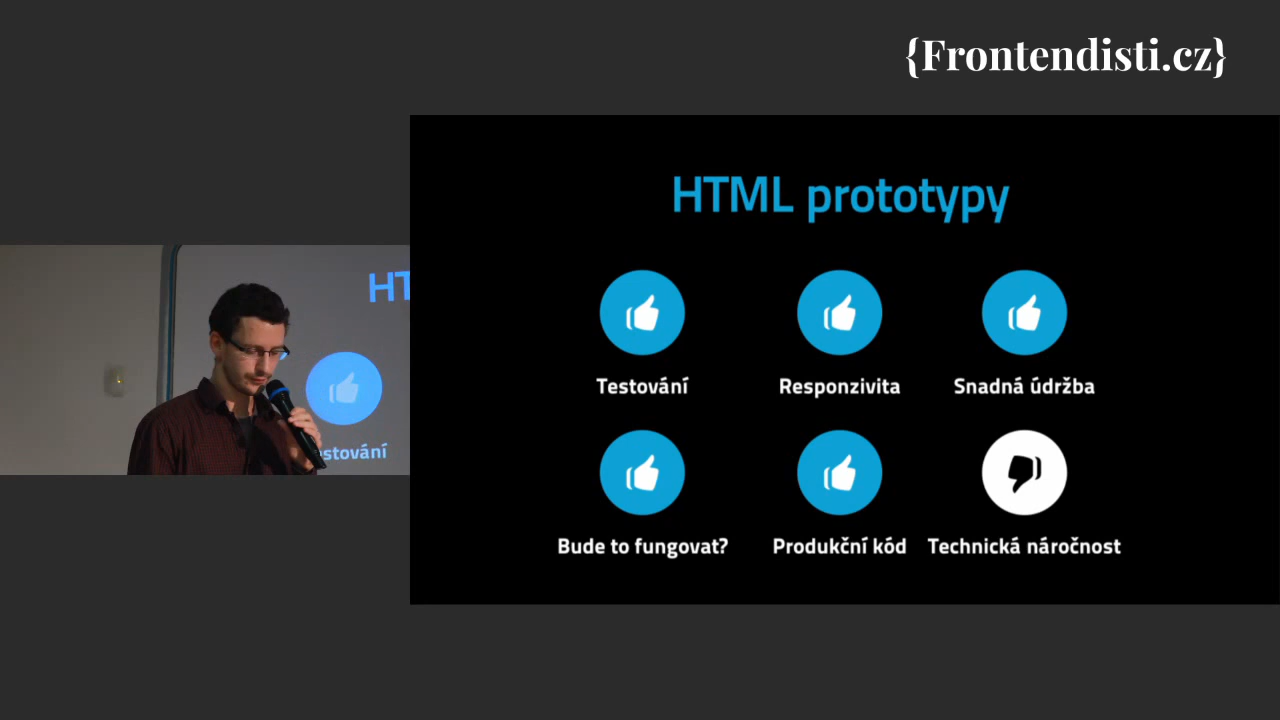 {Frontendisti.cz}
HTML prototypy
Testování
Responzivita
Snadná údržba
Bude to fungovat?
Produkční kód
Technická náročnost
HT
stování